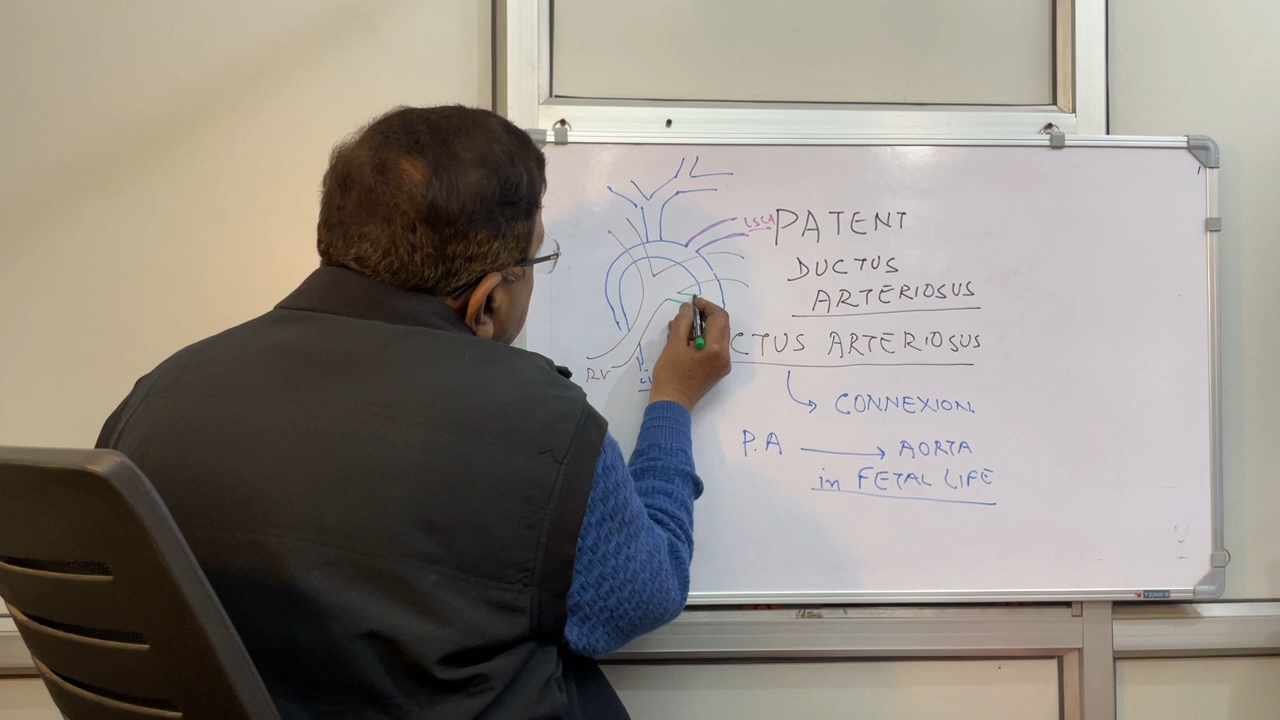 LSCA
PATENT
DUCTUS
ARTERIOSUS
CTUS ARTERIOSUS
CONNEXION.
P.A → AORTA
in FETAL LIFE
RV